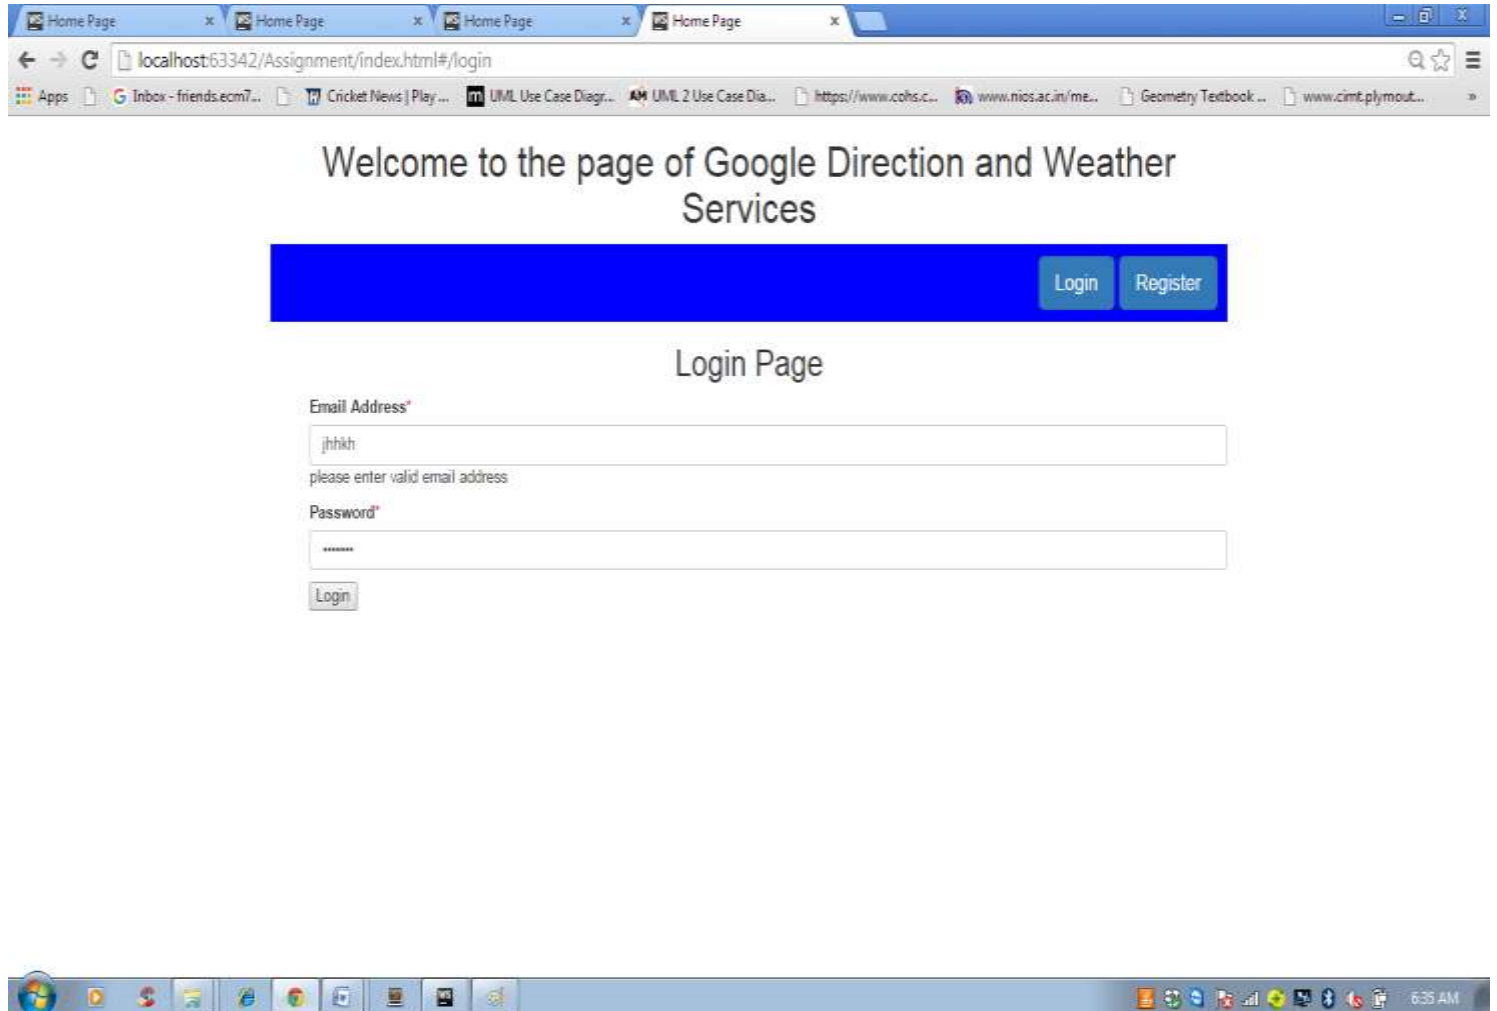 Home Page
Home Page
Home Page
Home Page
localhost:63342/Assignment/index.html#/login
Apps
Inbox - friends.ecm7...
Cricket News | Play ...
UML Use Case Diagr...
UML 2 Use Case Dia...
https://www.cohs.c...
www.nios.ac.in/me...
Geometry Textbook ...
www.cimt.plymout...
Welcome to the page of Google Direction and Weather
Services
Login
Register
Login Page
Email Address*
jhhkh
please enter valid email address
Password*
Login
6:35 AM